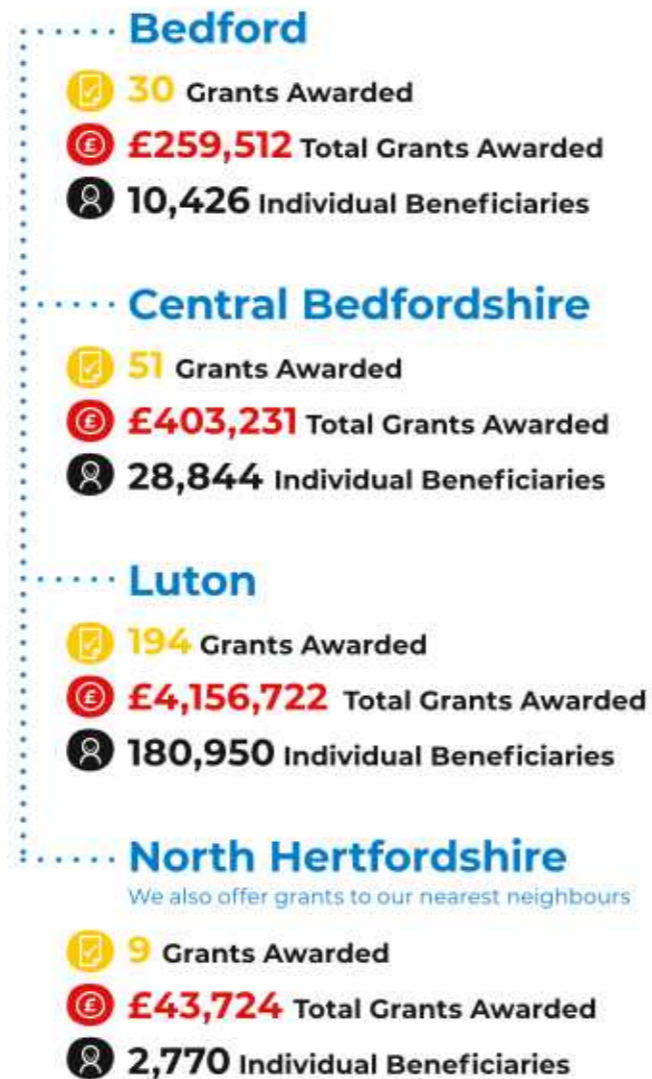 Bedford
30 Grants Awarded
£259,512 Total Grants Awarded
10,426 Individual Beneficiaries
Central Bedfordshire
51 Grants Awarded
£403,231 Total Grants Awarded
28,844 Individual Beneficiaries
Luton
194 Grants Awarded
£4,156,722 Total Grants Awarded
180,950 Individual Beneficiaries
North Hertfordshire
We also offer grants to our nearest neighbours
9 Grants Awarded
£43,724 Total Grants Awarded
2,770 Individual Beneficiaries